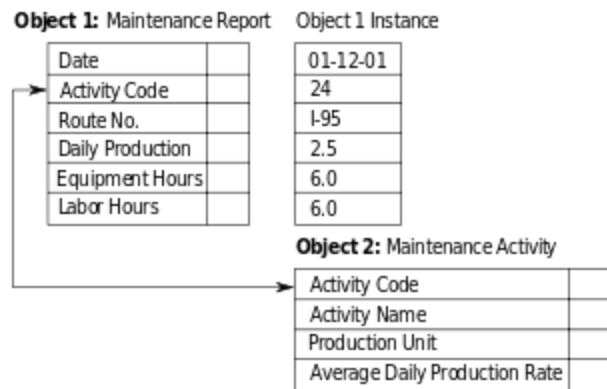 Object 1: Maintenance Report Object 1 Instance
Date 01-12-01
Activity Code 24
Route No. I-95
Daily Production 2.5
Equipment Hours 6.0
Labor Hours 6.0
Object 2: Maintenance Activity
Activity Code
Activity Name
Production Unit
Average Daily Production Rate